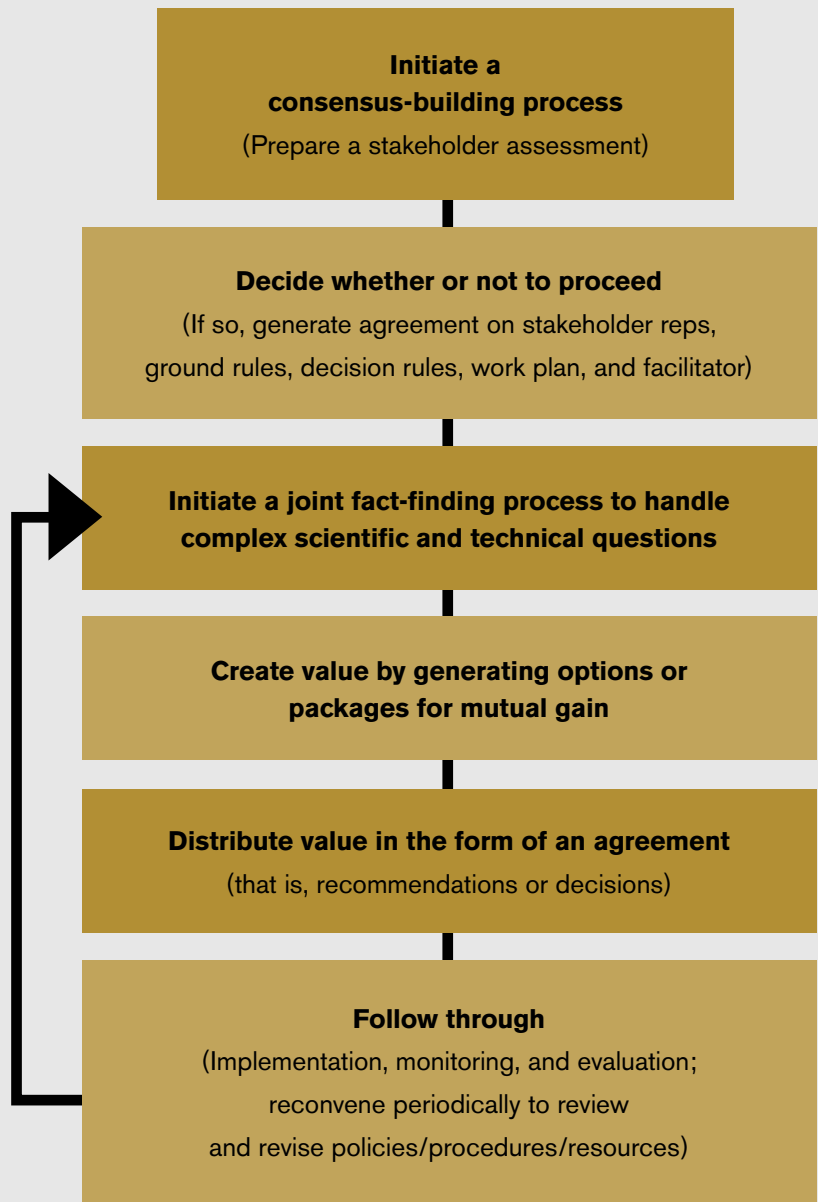 Initiate a
consensus-building process
(Prepare a stakeholder assessment)
Decide whether or not to proceed
(If so, generate agreement on stakeholder reps,
ground rules, decision rules, work plan, and facilitator)
Initiate a joint fact-finding process to handle
complex scientific and technical questions
Create value by generating options or
packages for mutual gain
Distribute value in the form of an agreement
(that is, recommendations or decisions)
Follow through
(Implementation, monitoring, and evaluation;
reconvene periodically to review
and revise policies/procedures/resources)